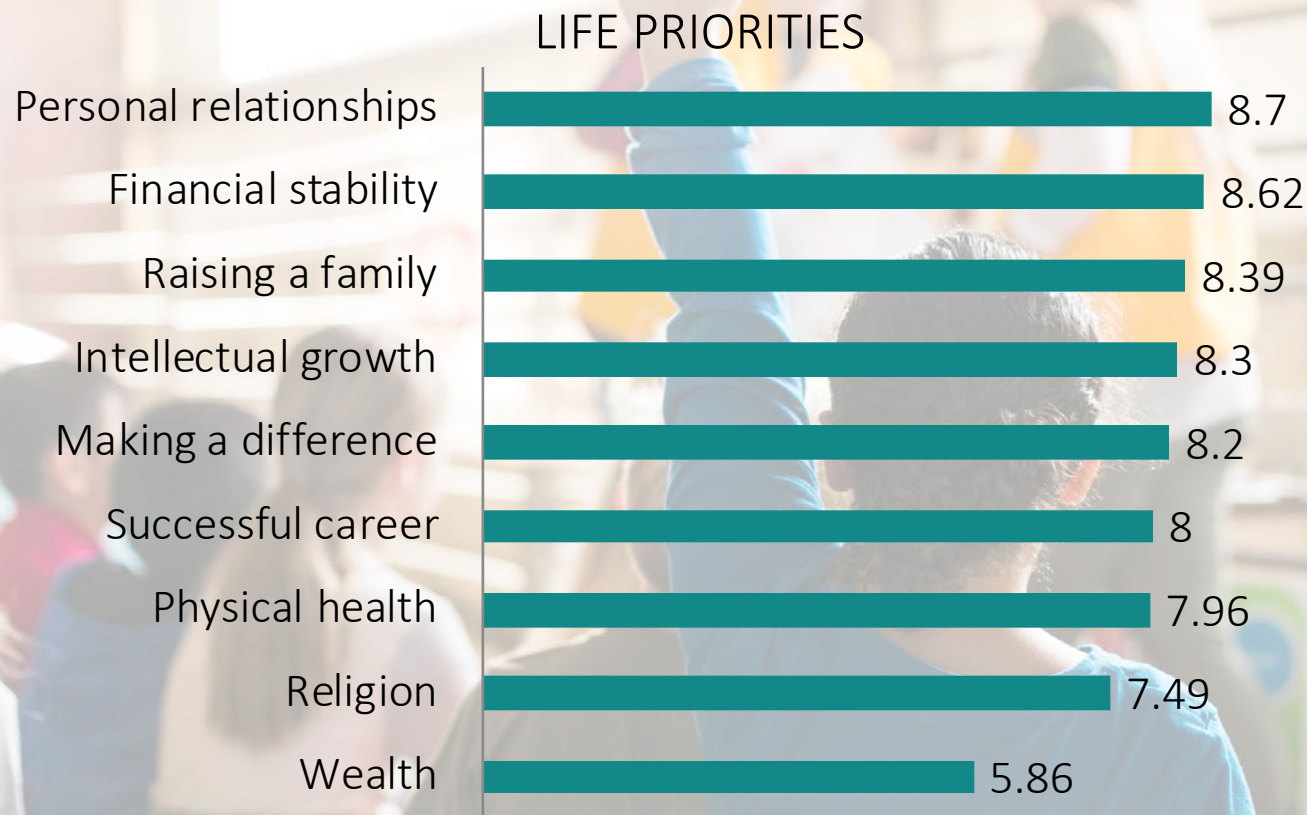 LIFE PRIORITIES
Personal relationships 8.7
Financial stability 8.62
Raising a family 8.39
Intellectual growth 8.3
Making a difference 8.2
Successful career 8
Physical health 7.96
Religion 7.49
Wealth 5.86